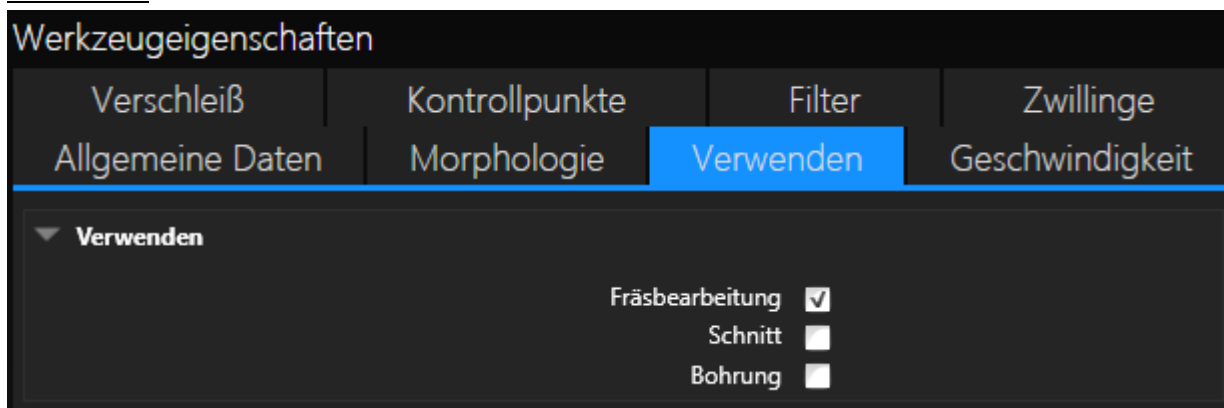 Werkzeugeigenschaften
Verschleiß Kontrollpunkte Filter Zwillinge
Allgemeine Daten Morphologie Verwenden Geschwindigkeit
Verwenden
Fräsbearbeitung
Schnitt
Bohrung